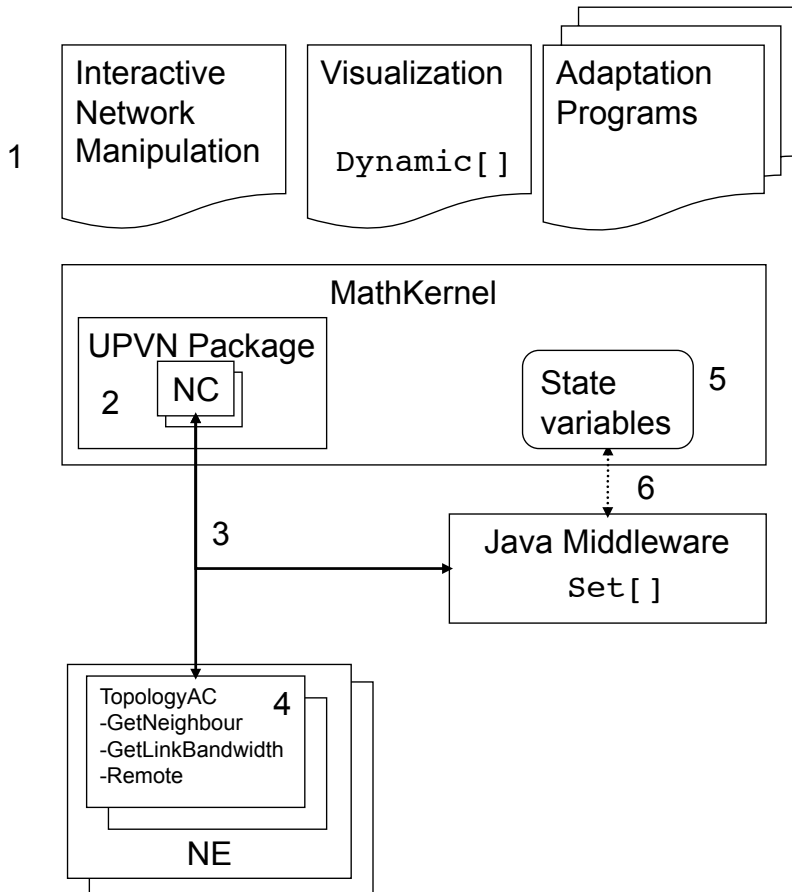 Interactive
Network
Manipulation
Visualization
Dynamic[]
Adaptation
Programs
1
MathKernel
UPVN Package
NC
2
State
variables
5
6
3
Java Middleware
Set[]
TopologyAC
-GetNeighbour
-GetLinkBandwidth
-Remote
4
NE